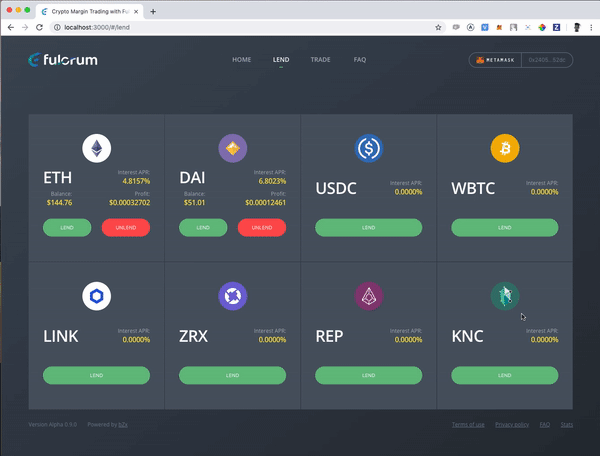 Crypto Margin Trading with Ful
localhost:3000/#/lend
fulcrum
HOME LEND TRADE FAQ
METAMASK
ETH
Interest APR:
4.8157%
Balance: Profit:
$144.76 $0.00032702
LEND UNLEND
DAI
Interest APR:
6.8023%
Balance: Profit:
$51.01 $0.00012461
LEND UNLEND
USDC
Interest APR:
0.0000%
LEND
WBTC
Interest APR:
0.0000%
LEND
LINK
Interest APR:
0.0000%
LEND
ZRX
Interest APR:
0.0000%
LEND
REP
Interest APR:
0.0000%
LEND
KNC
Interest APR:
0.0000%
LEND
Version Alpha 0.9.0 Powered by bZx
Terms of use Privacy policy FAQ Stats